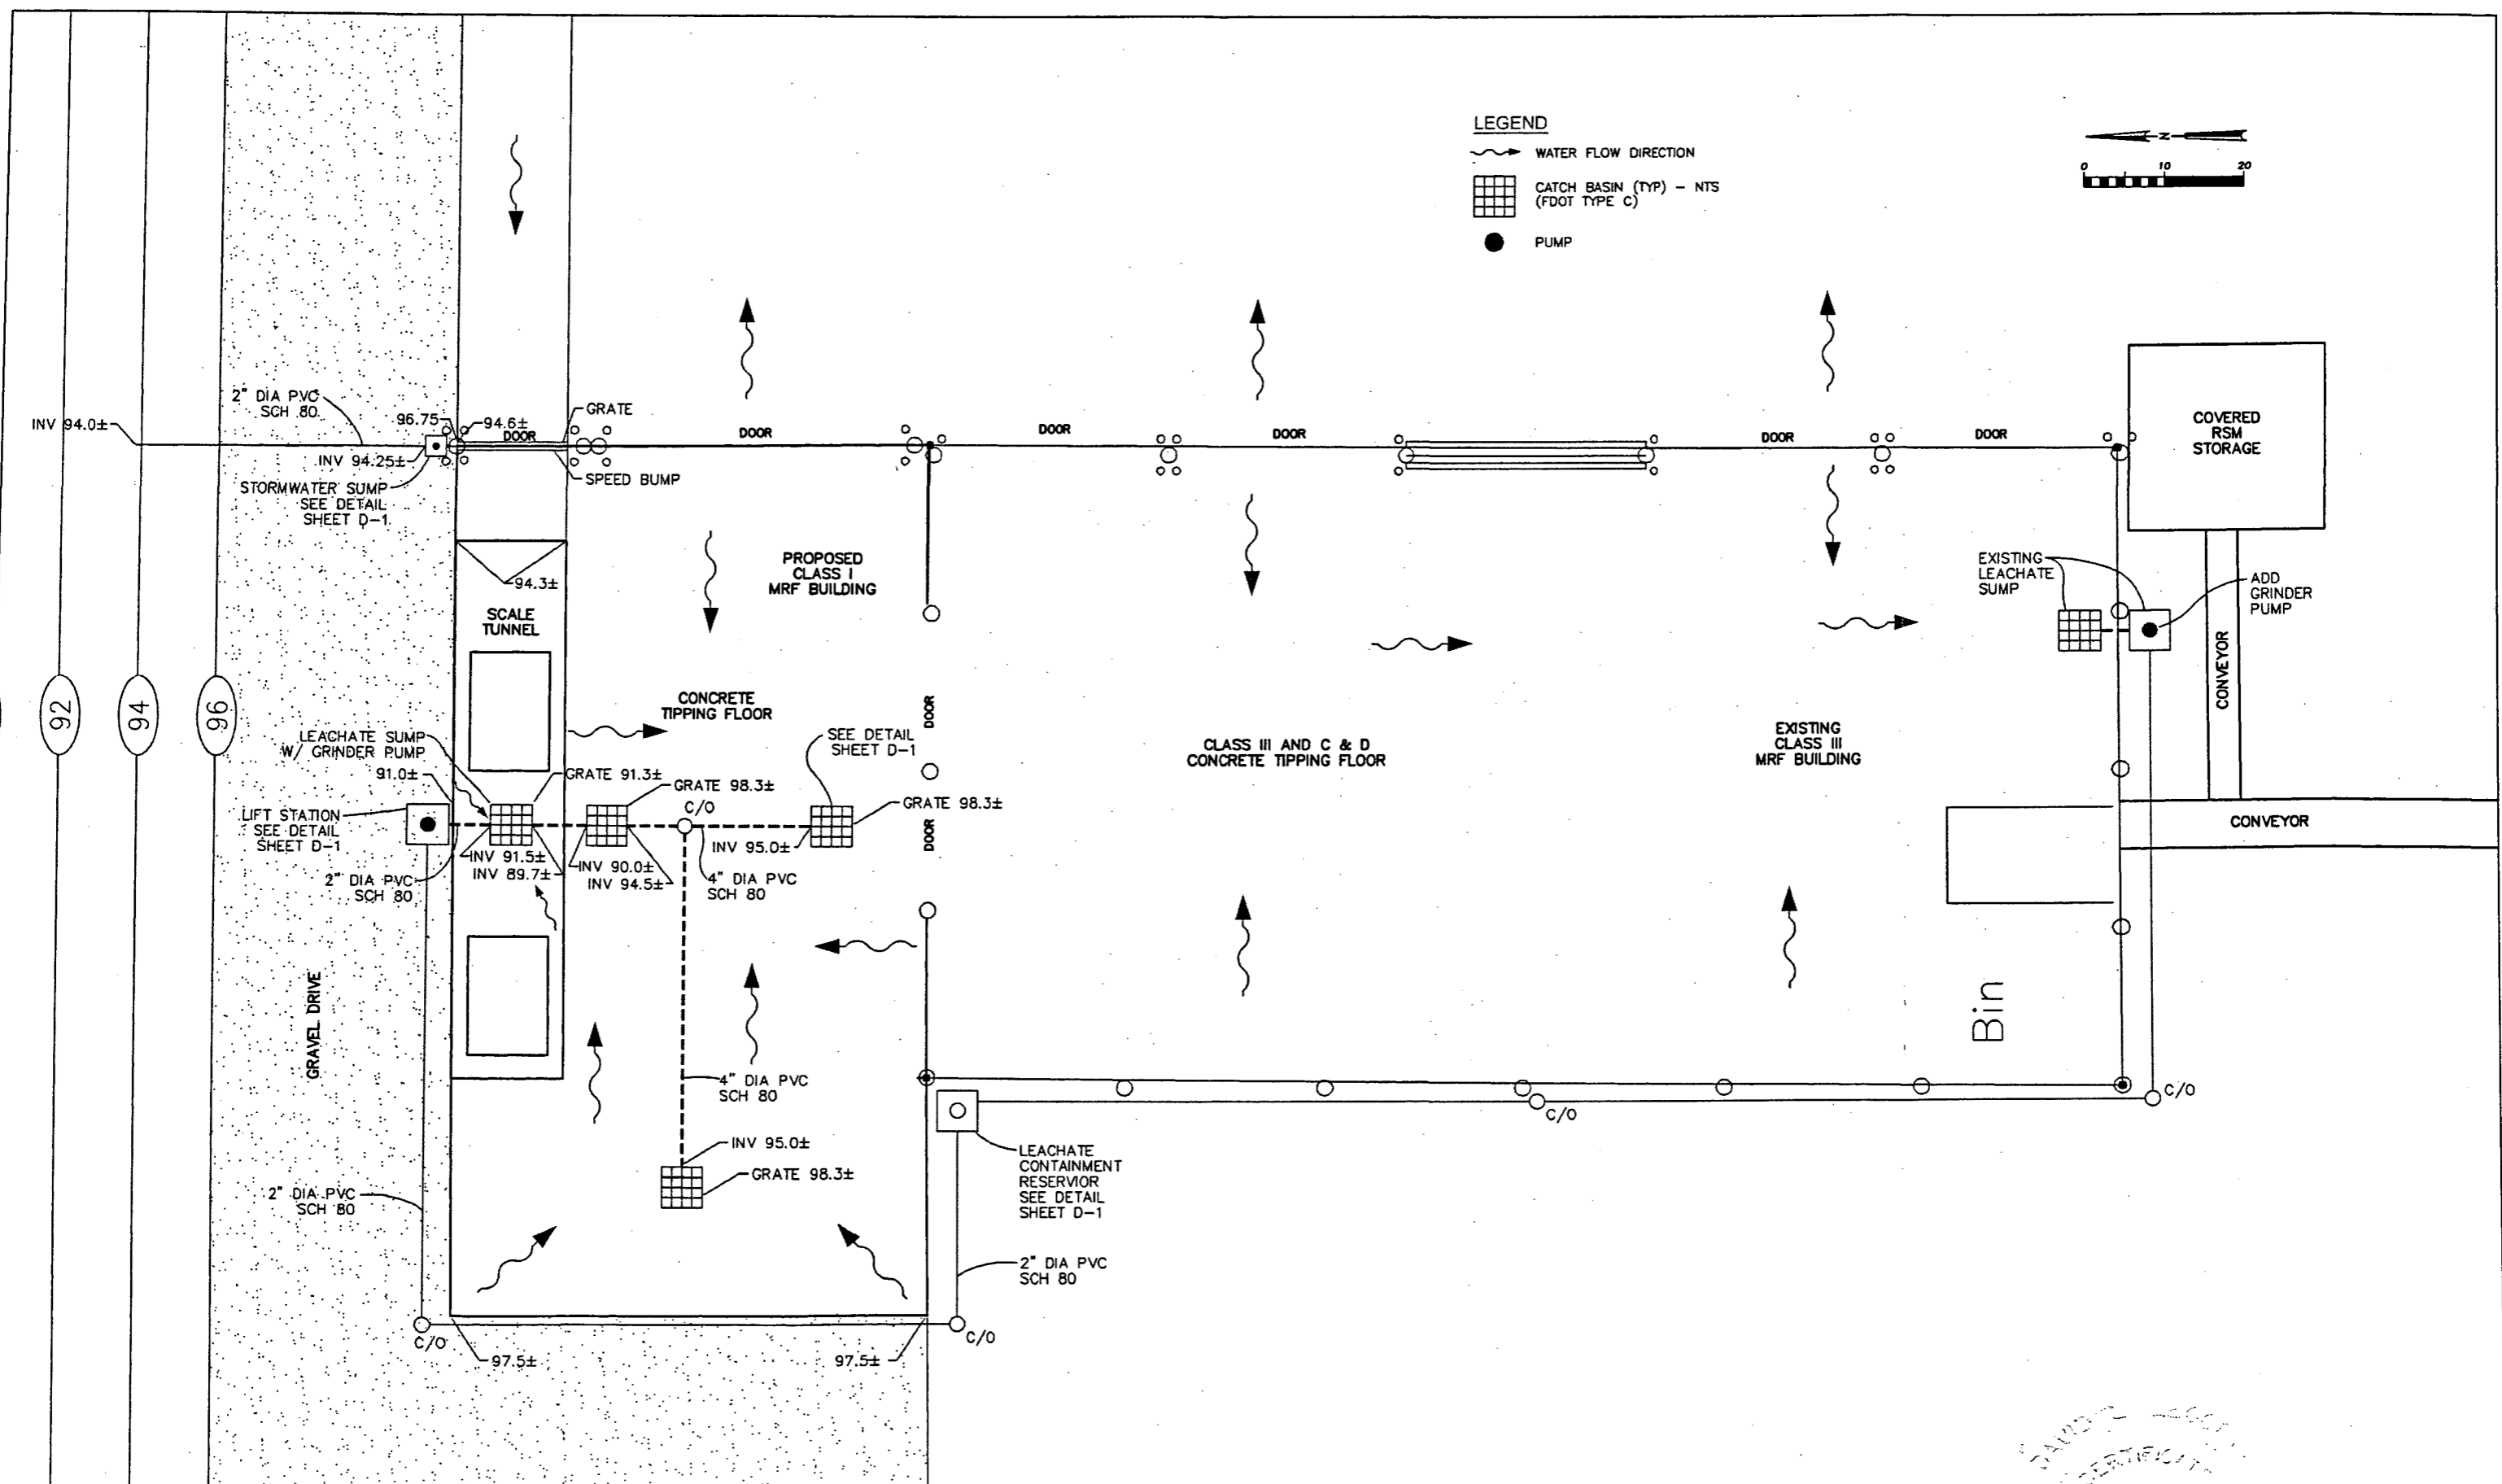 LEGEND
WATER FLOW DIRECTION
CATCH BASIN (TYP) – NTS
(FDOT TYPE C)
PUMP
N
0 10 20
2" DIA PVC
SCH 80
INV 94.0±
96.75
94.6±
GRATE
DOOR
DOOR
DOOR
DOOR
DOOR
DOOR
INV 94.25±
SPEED BUMP
STORMWATER SUMP
SEE DETAIL
SHEET D-1
COVERED
RSM
STORAGE
94.3±
PROPOSED
CLASS I
MRF BUILDING
SCALE
TUNNEL
EXISTING
LEACHATE
SUMP
ADD
GRINDER
PUMP
CONVEYOR
92
94
96
CONCRETE
TIPPING FLOOR
DOOR
LEACHATE SUMP
W/ GRINDER PUMP
91.0±
GRATE 91.3±
GRATE 98.3±
C/O
SEE DETAIL
SHEET D-1
GRATE 98.3±
CLASS III AND C & D
CONCRETE TIPPING FLOOR
EXISTING
CLASS III
MRF BUILDING
LIFT STATION
SEE DETAIL
SHEET D-1
INV 91.5±
INV 89.7±
INV 90.0±
INV 94.5±
INV 95.0±
DOOR
CONVEYOR
2" DIA PVC
SCH 80
4" DIA PVC
SCH 80
GRAVEL DRIVE
Bin
4" DIA PVC
SCH 80
C/O
C/O
INV 95.0±
GRATE 98.3±
LEACHATE
CONTAINMENT
RESERVIOR
SEE DETAIL
SHEET D-1
2" DIA PVC
SCH 80
2" DIA PVC
SCH 80
C/O
C/O
97.5±
97.5±